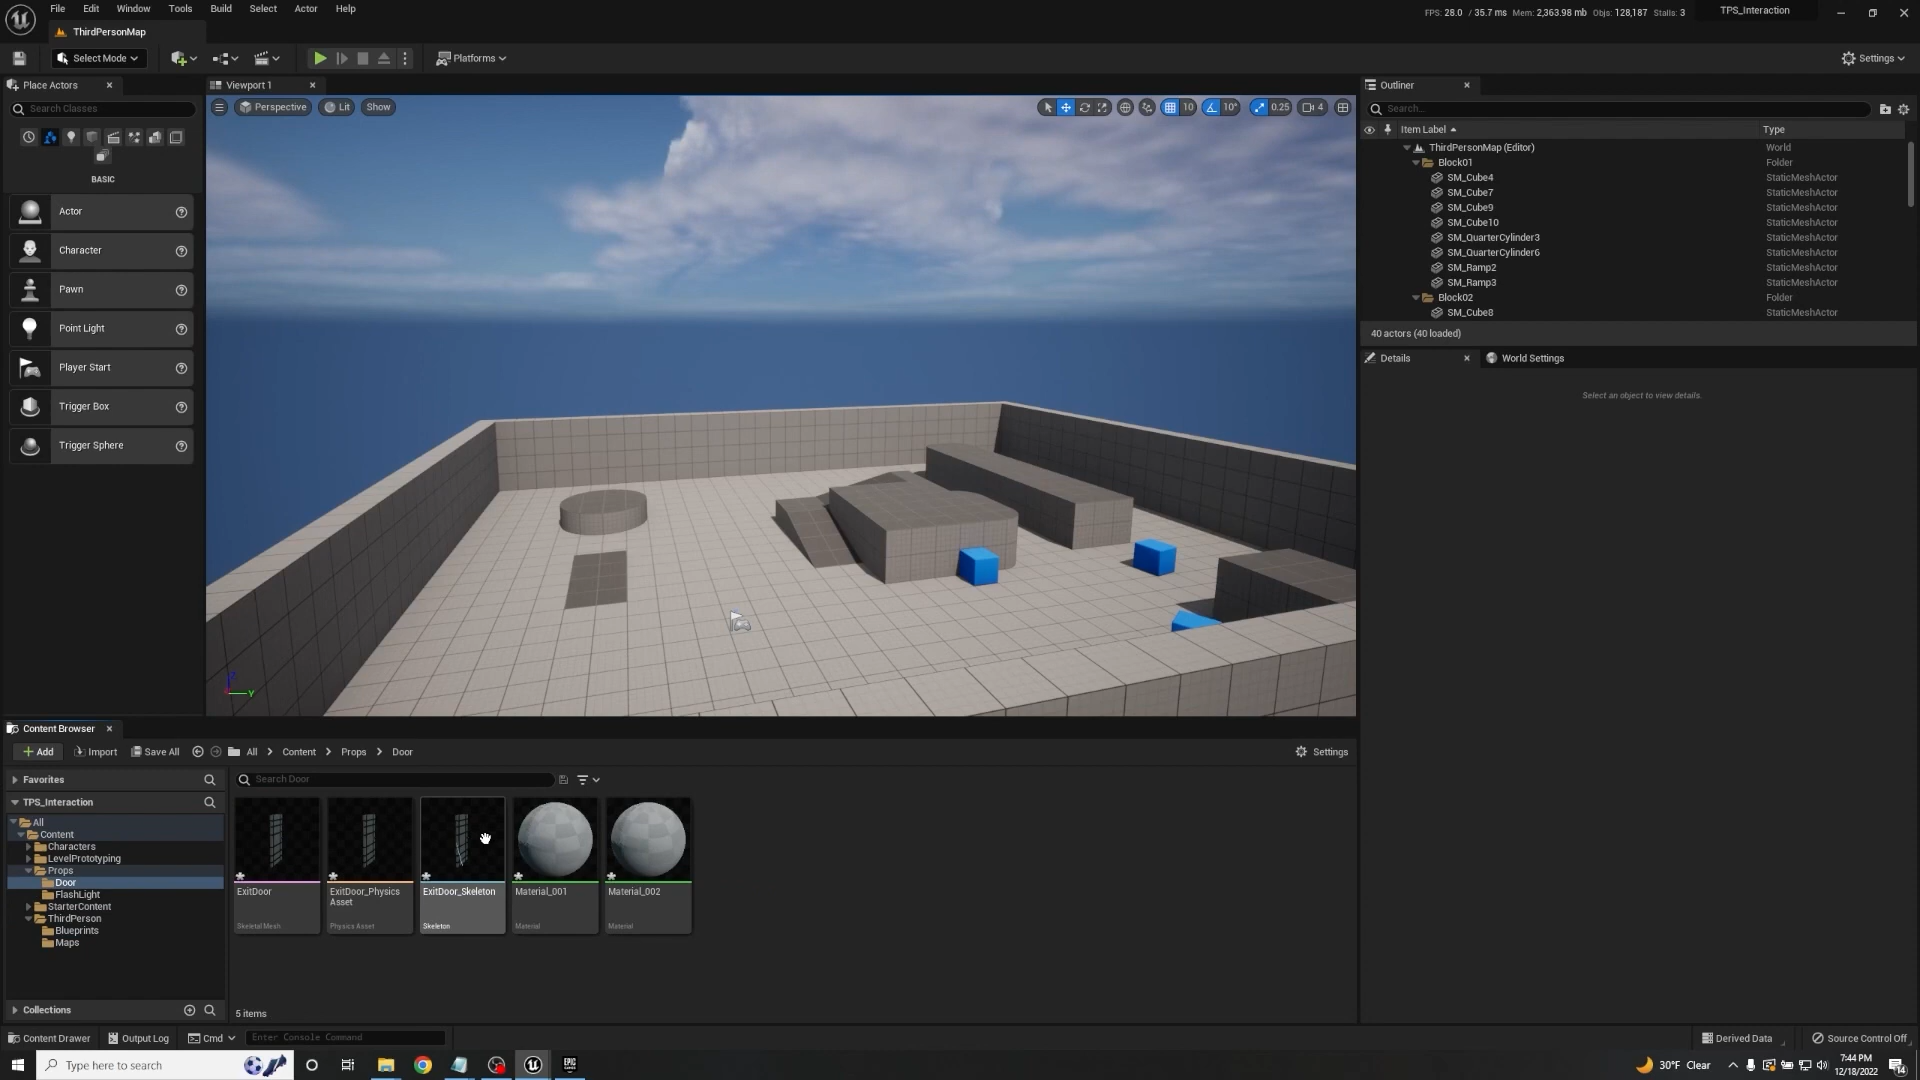 File Edit Window Tools Build Select Actor Help
FPS: 28.0 / 35.7 ms Mem: 2,363.98 mb Objs: 128,187 Stalls: 3
TPS_Interaction
ThirdPersonMap
Select Mode
Platforms
Settings
Place Actors
Search Classes
BASIC
Actor
Character
Pawn
Point Light
Player Start
Trigger Box
Trigger Sphere
Viewport 1
Perspective Lit Show
10 10° 0.25 4
Z
Y
Outliner
Search...
Item Label Type
ThirdPersonMap (Editor) World
Block01 Folder
SM_Cube4 StaticMeshActor
SM_Cube7 StaticMeshActor
SM_Cube9 StaticMeshActor
SM_Cube10 StaticMeshActor
SM_QuarterCylinder3 StaticMeshActor
SM_QuarterCylinder6 StaticMeshActor
SM_Ramp2 StaticMeshActor
SM_Ramp3 StaticMeshActor
Block02 Folder
SM_Cube8 StaticMeshActor
40 actors (40 loaded)
Details World Settings
Select an object to view details.
Content Browser
Add Import Save All All Content Props Door Settings
Favorites
TPS_Interaction
All
Content
Characters
LevelPrototyping
Props
Door
FlashLight
StarterContent
ThirdPerson
Blueprints
Maps
Collections
Search Door
ExitDoor
Skeletal Mesh
ExitDoor_Physics
Asset
Physics Asset
ExitDoor_Skeleton
Skeleton
Material_001
Material
Material_002
Material
5 items
Content Drawer Output Log Cmd Enter Console Command
Derived Data Source Control Off
Type here to search
EPIC
30°F Clear
7:44 PM
12/18/2022
14